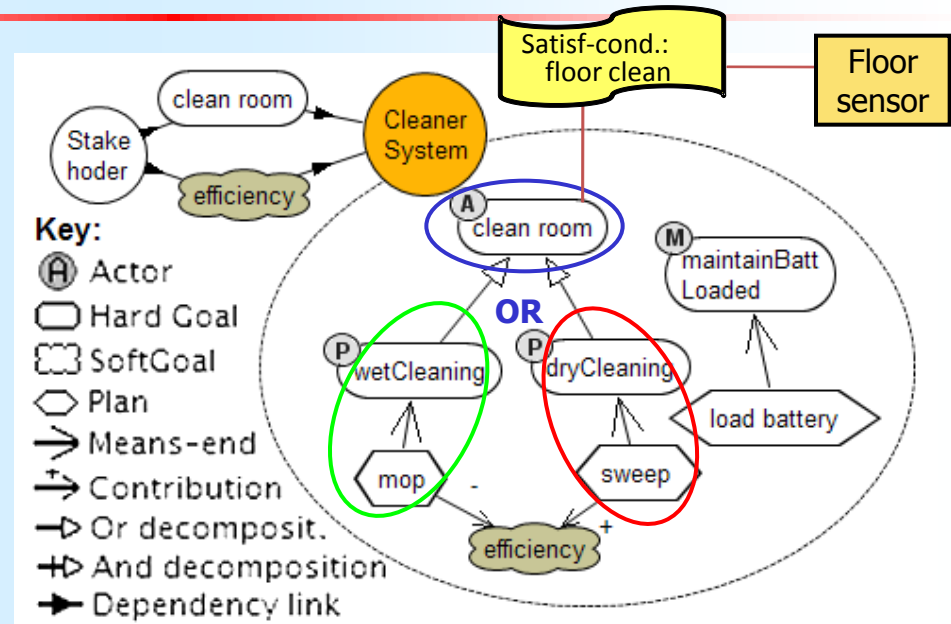 Satisf-cond.:
floor clean
Floor
sensor
clean room
Stake
hoder
efficiency
Cleaner
System
A
clean room
M
maintainBatt
Loaded
OR
P
wetCleaning
P
dryCleaning
load battery
mop
-
sweep
+
efficiency
Key:
A Actor
Hard Goal
SoftGoal
Plan
Means-end
+ Contribution
Or decomposit.
And decomposition
Dependency link